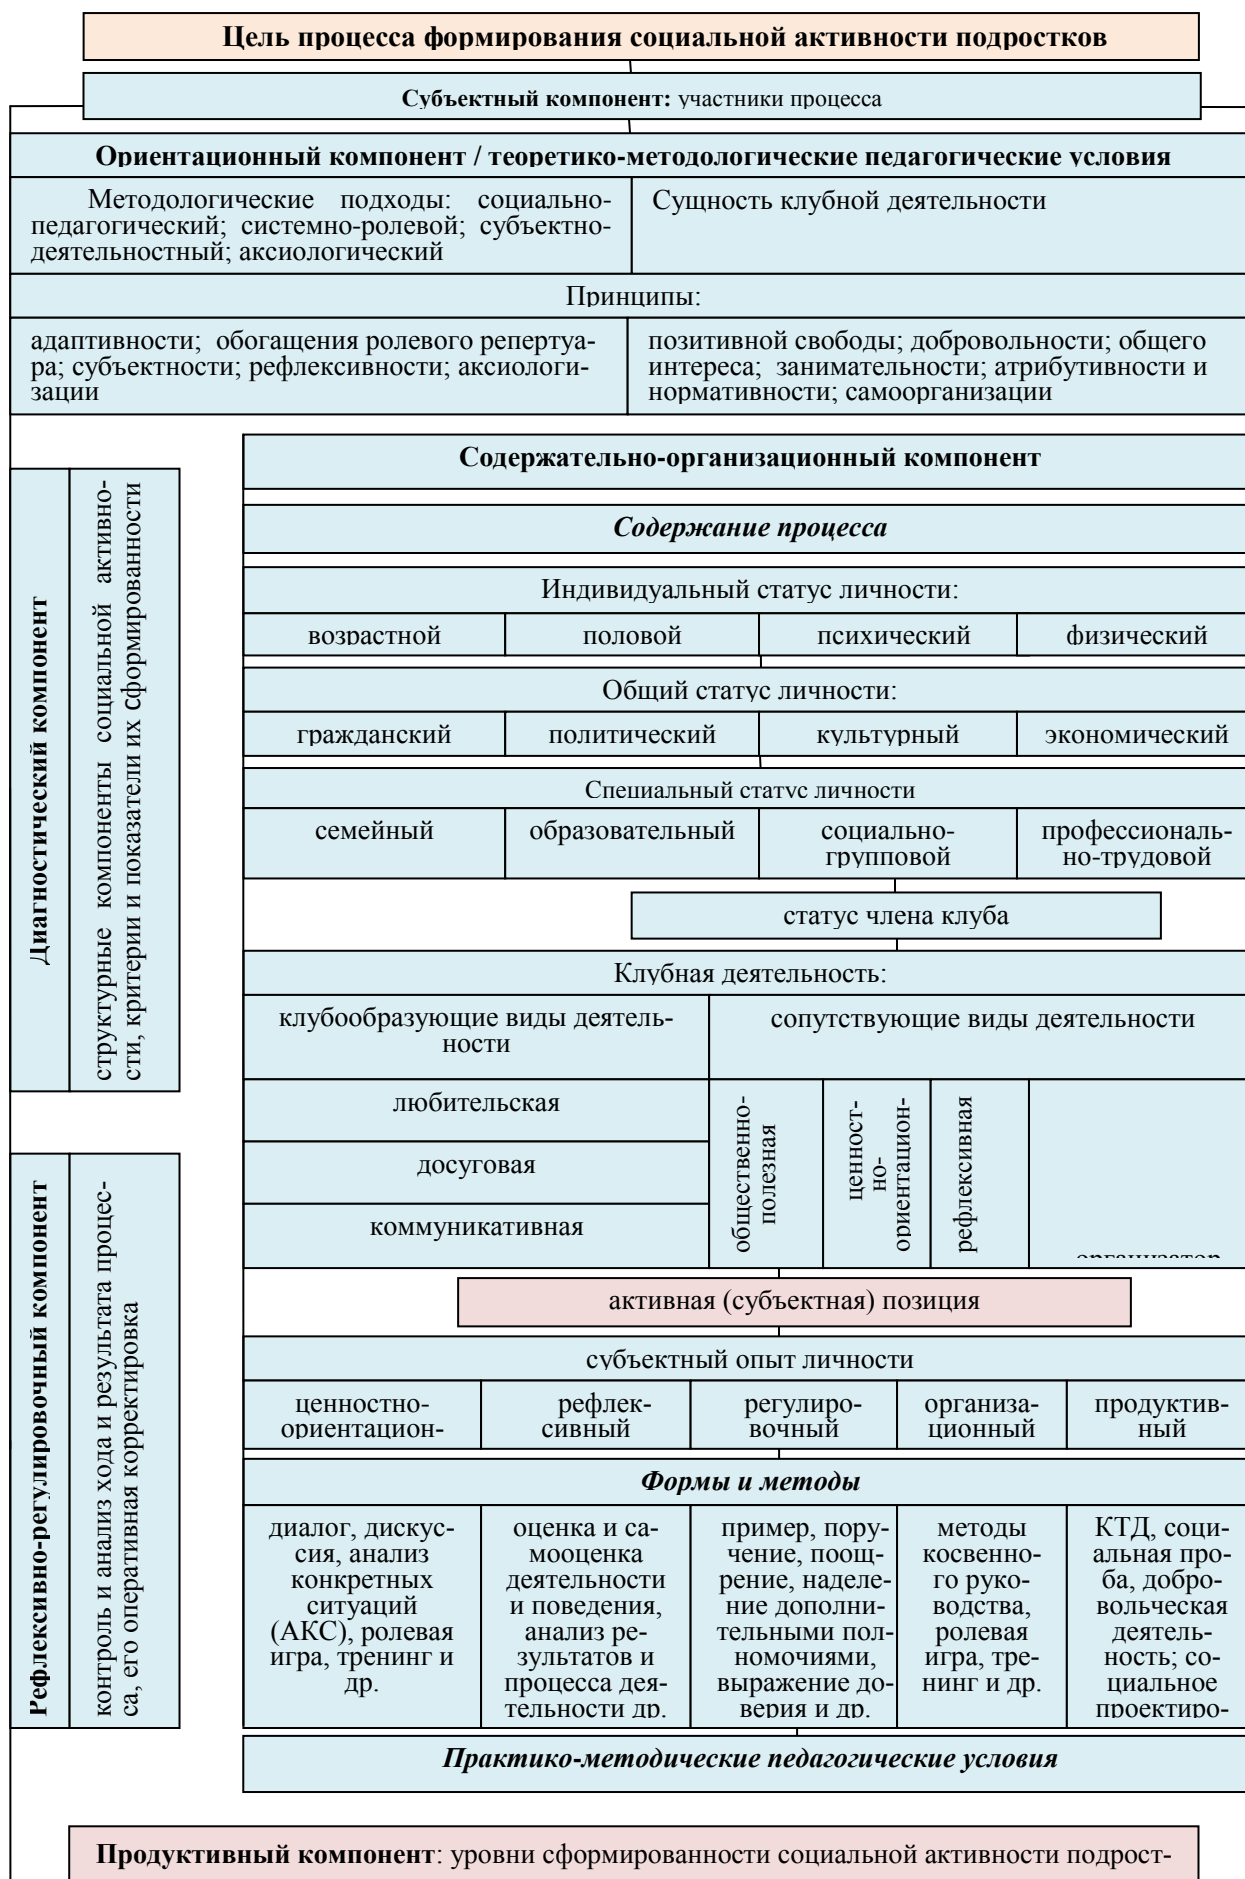 Цель процесса формирования социальной активности подростков
Субъектный компонент: участники процесса
Ориентационный компонент / теоретико-методологические педагогические условия
Методологические подходы: социально-
педагогический; системно-ролевой; субъектно-
деятельностный; аксиологический
Сущность клубной деятельности
Принципы:
адаптивности; обогащения ролевого репертуа-
ра; субъектности; рефлексивности; аксиологи-
зации
позитивной свободы; добровольности; общего
интереса; занимательности; атрибутивности и
нормативности; самоорганизации
Диагностический компонент
структурные компоненты социальной активно-
сти, критерии и показатели их сформированности
Рефлексивно-регулировочный компонент
контроль и анализ хода и результата процес-
са, его оперативная корректировка
Содержательно-организационный компонент
Содержание процесса
Индивидуальный статус личности:
возрастной
половой
психический
физический
Общий статус личности:
гражданский
политический
культурный
экономический
Специальный статус личности
семейный
образовательный
социально-
групповой
профессиональ-
но-трудовой
статус члена клуба
Клубная деятельность:
клубообразующие виды деятель-
ности
сопутствующие виды деятельности
любительская
досуговая
коммуникативная
общественно-
полезная
ценност-
но-
ориентацион-
рефлексивная
организатор
активная (субъектная) позиция
субъектный опыт личности
ценностно-
ориентацион-
рефлек-
сивный
регулиро-
вочный
организа-
ционный
продуктив-
ный
Формы и методы
диалог, дискус-
сия, анализ
конкретных
ситуаций
(АКС), ролевая
игра, тренинг и
др.
оценка и са-
мооценка
деятельности
и поведения,
анализ ре-
зультатов и
процесса дея-
тельности др.
пример, пору-
чение, поощ-
рение, наделе-
ние дополни-
тельными пол-
номочиями,
выражение до-
верия и др.
методы
косвенно-
го руко-
водства,
ролевая
игра, тре-
нинг и др.
КТД, соци-
альная про-
ба, добро-
вольческая
деятель-
ность; со-
циальное
проектиро-
Практико-методические педагогические условия
Продуктивный компонент: уровни сформированности социальной активности подрост-